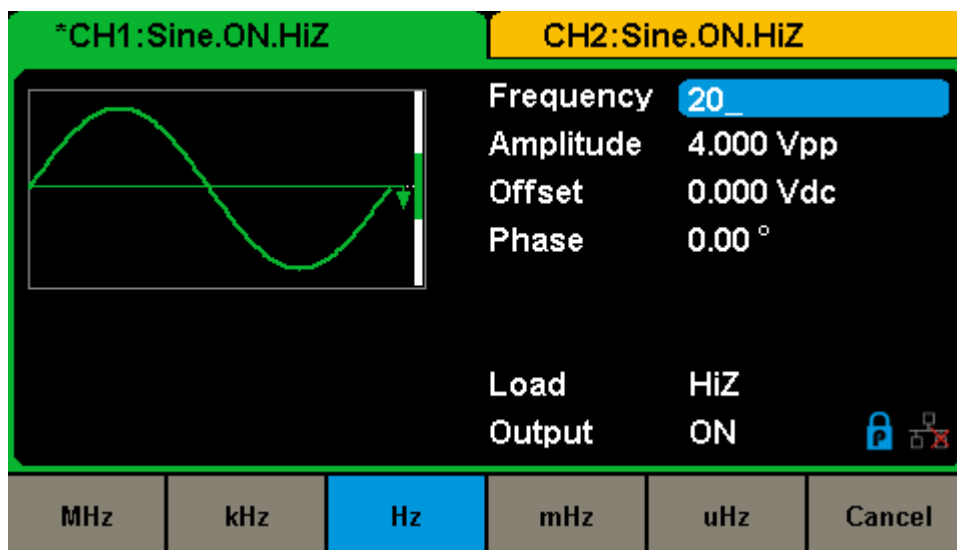 *CH1:Sine.ON.HiZ CH2:Sine.ON.HiZ
Frequency 20_
Amplitude 4.000 Vpp
Offset 0.000 Vdc
Phase 0.00 °
Load HiZ
Output ON
P
MHz kHz Hz mHz uHz Cancel